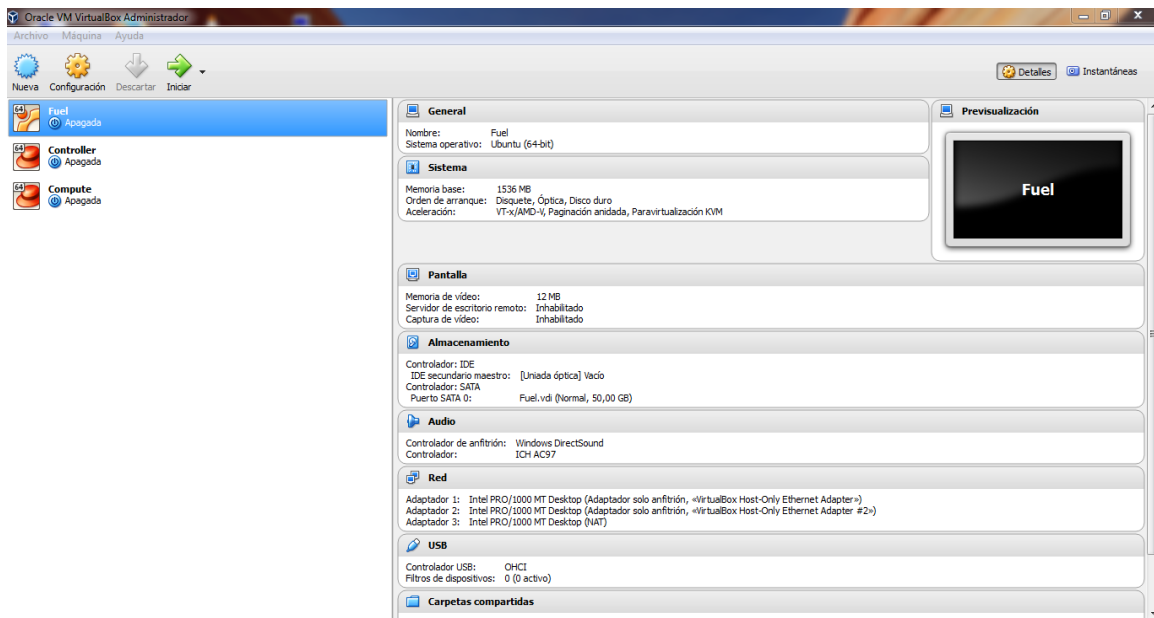 Oracle VM VirtualBox Administrador
Archivo Máquina Ayuda
Nueva Configuración Descartar Iniciar
Detalles Instantáneas
64 Fuel
Apagada
64 Controller
Apagada
64 Compute
Apagada
General
Nombre: Fuel
Sistema operativo: Ubuntu (64-bit)
Sistema
Memoria base: 1536 MB
Orden de arranque: Disquete, Óptica, Disco duro
Aceleración: VT-x/AMD-V, Paginación anidada, Paravirtualización KVM
Previsualización
Fuel
Pantalla
Memoria de vídeo: 12 MB
Servidor de escritorio remoto: Inhabilitado
Captura de vídeo: Inhabilitado
Almacenamiento
Controlador: IDE
IDE secundario maestro: [Uniada óptica] Vacío
Controlador: SATA
Puerto SATA 0: Fuel.vdi (Normal, 50,00 GB)
Audio
Controlador de anfitrión: Windows DirectSound
Controlador: ICH AC97
Red
Adaptador 1: Intel PRO/1000 MT Desktop (Adaptador solo anfitrión, «VirtualBox Host-Only Ethernet Adapter»)
Adaptador 2: Intel PRO/1000 MT Desktop (Adaptador solo anfitrión, «VirtualBox Host-Only Ethernet Adapter #2»)
Adaptador 3: Intel PRO/1000 MT Desktop (NAT)
USB
Controlador USB: OHCI
Filtros de dispositivos: 0 (0 activo)
Carpetas compartidas